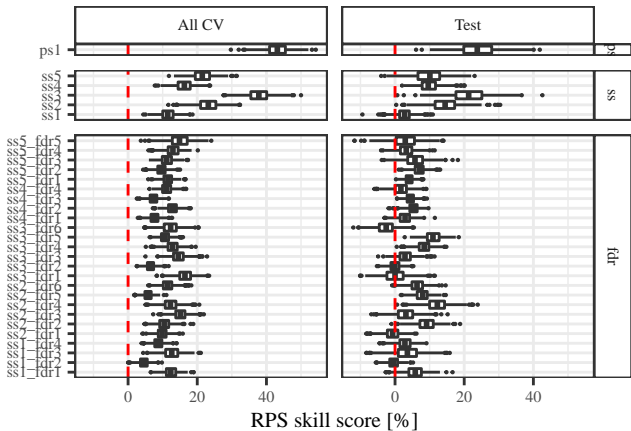 All CV
Test
ps1
ps
ss5
ss4
ss3
ss2
ss1
ss
ss5_fdr5
ss5_fdr4
ss5_fdr3
ss5_fdr2
ss5_fdr1
ss4_fdr4
ss4_fdr3
ss4_fdr2
ss4_fdr1
ss3_fdr6
ss3_fdr5
ss3_fdr4
ss3_fdr3
ss3_fdr2
ss3_fdr1
ss2_fdr6
ss2_fdr5
ss2_fdr4
ss2_fdr3
ss2_fdr2
ss2_fdr1
ss1_fdr4
ss1_fdr3
ss1_fdr2
ss1_fdr1
fdr
0 20 40 0 20 40
RPS skill score [%]